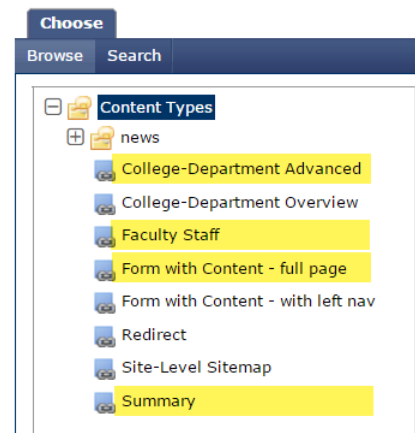 Choose
Browse Search
Content Types
news
College-Department Advanced
College-Department Overview
Faculty Staff
Form with Content - full page
Form with Content - with left nav
Redirect
Site-Level Sitemap
Summary